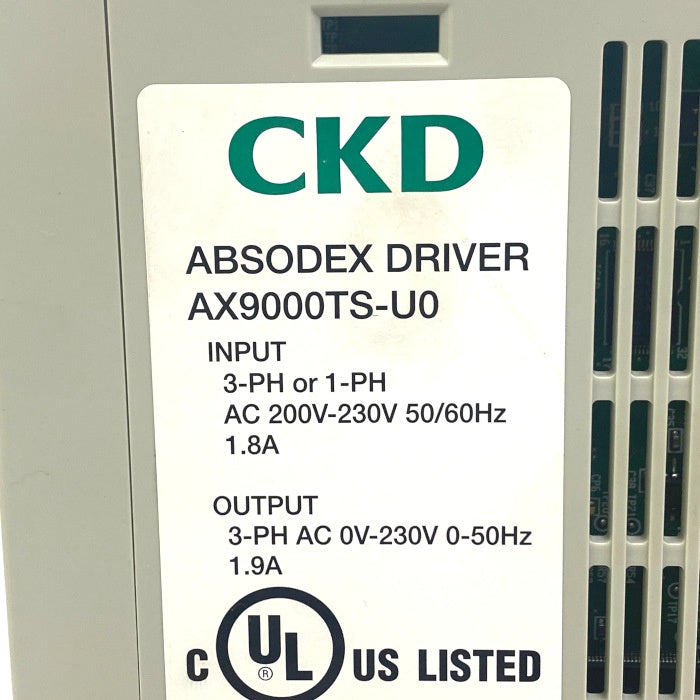 CKD
ABSODEX DRIVER
AX9000TS-U0
INPUT
3-PH or 1-PH
AC 200V-230V 50/60Hz
1.8A
OUTPUT
3-PH AC 0V-230V 0-50Hz
1.9A
C UL® US LISTED